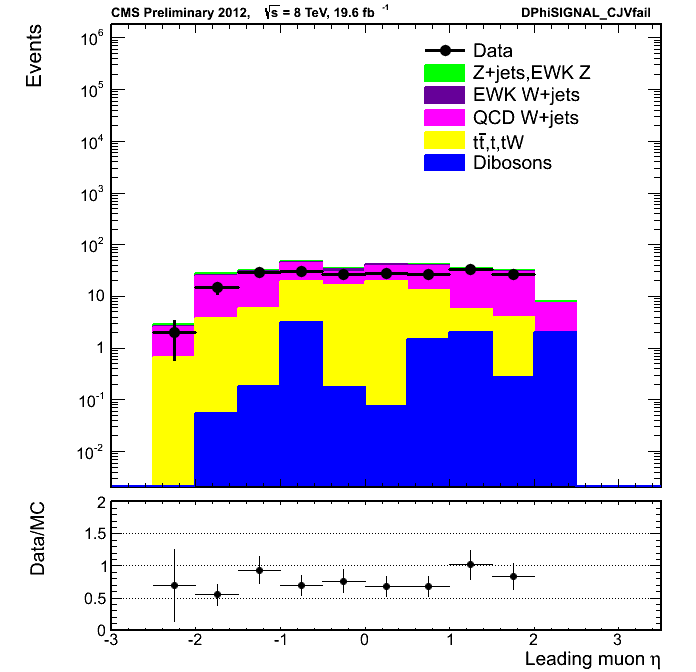 CMS Preliminary 2012, √s = 8 TeV, 19.6 fb⁻¹ DPhiSIGNAL_CJVfail
Events
10⁶
10⁵
10⁴
10³
10²
10
1
10⁻¹
10⁻²
Data
Z+jets,EWK Z
EWK W+jets
QCD W+jets
tt̄,t,tW
Dibosons
Data/MC
2
1.5
1
0.5
0
-3 -2 -1 0 1 2 3
Leading muon η